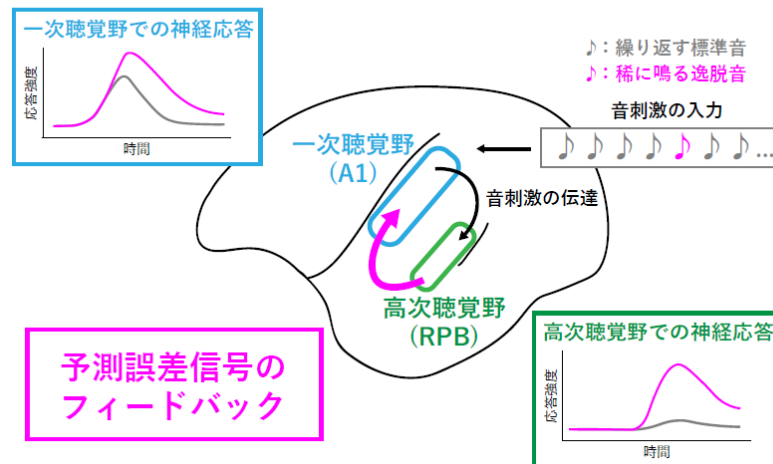 一次聴覚野での神経応答
応答強度
時間
♪：繰り返す標準音
♪：稀に鳴る逸脱音
音刺激の入力
♪♪♪♪♪♪♪...
一次聴覚野
(A1)
音刺激の伝達
高次聴覚野
(RPB)
予測誤差信号の
フィードバック
高次聴覚野での神経応答
応答強度
時間